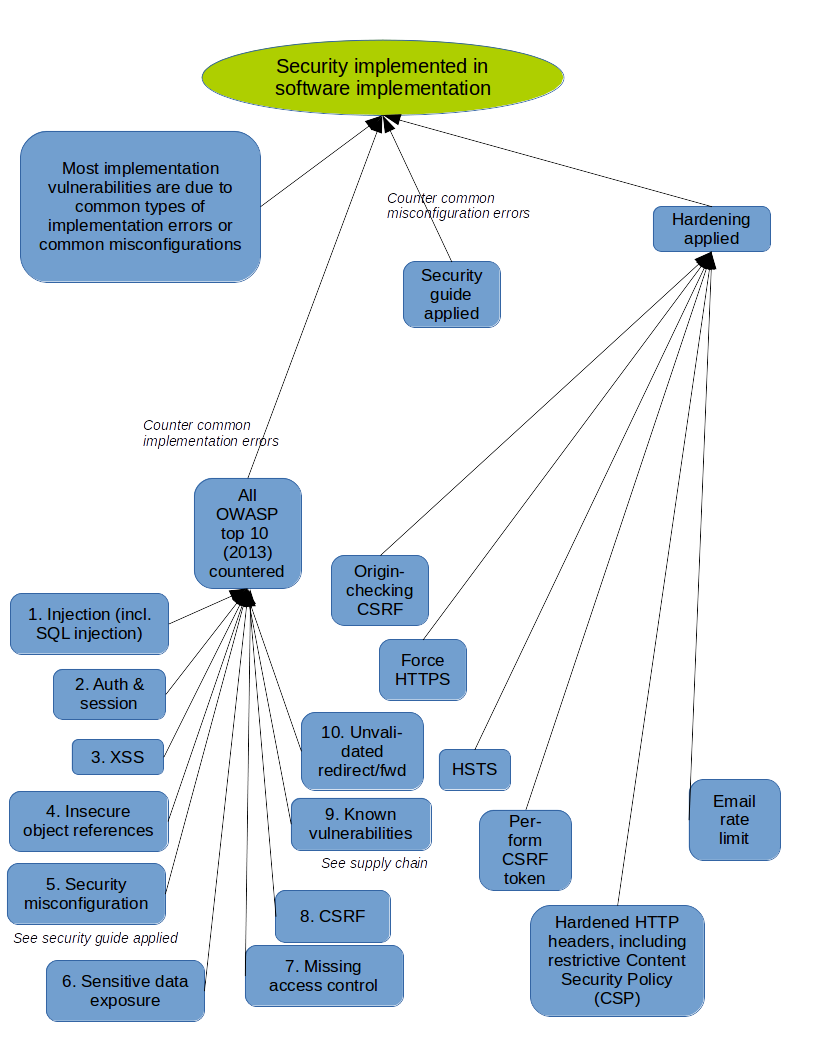 Security implemented in
software implementation
Most implementation
vulnerabilities are due to
common types of
implementation errors or
common misconfigurations
Counter common
misconfiguration errors
Hardening
applied
Security
guide
applied
Counter common
implementation errors
All
OWASP
top 10
(2013)
countered
Origin-
checking
CSRF
1. Injection (incl.
SQL injection)
Force
HTTPS
2. Auth &
session
10. Unvali-
dated
redirect/fwd
3. XSS
HSTS
Email
rate
limit
4. Insecure
object references
9. Known
vulnerabilities
See supply chain
Per-
form
CSRF
token
5. Security
misconfiguration
See security guide applied
8. CSRF
Hardened HTTP
headers, including
restrictive Content
Security Policy
(CSP)
7. Missing
access control
6. Sensitive data
exposure